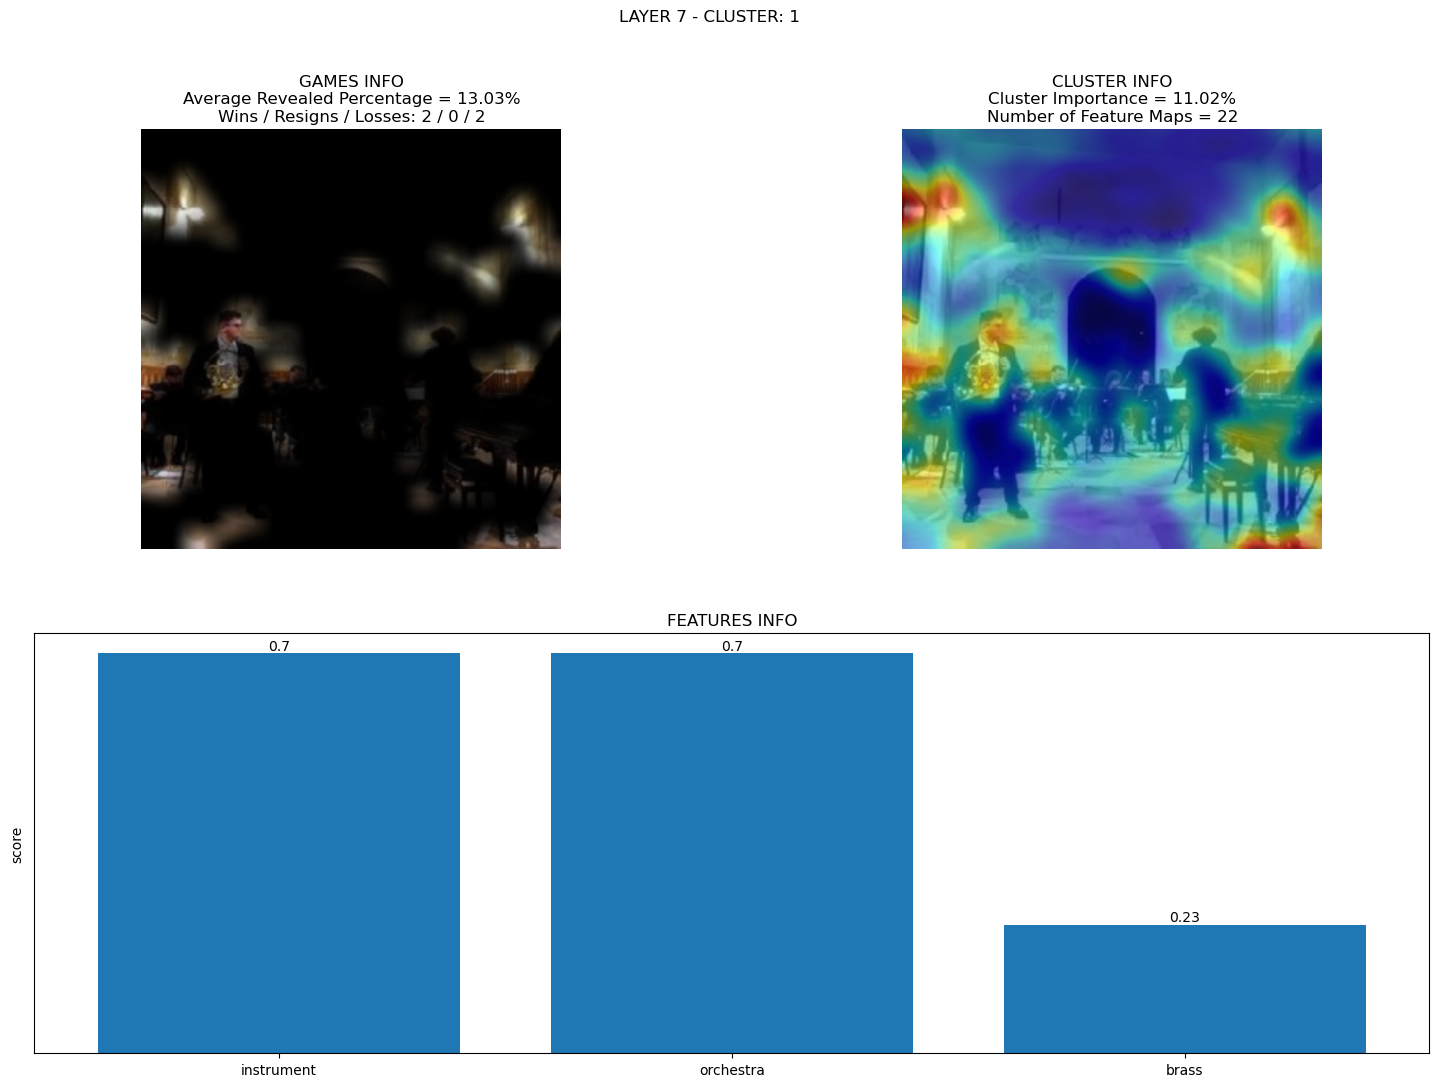 LAYER 7 - CLUSTER: 1
GAMES INFO
Average Revealed Percentage = 13.03%
Wins / Resigns / Losses: 2 / 0 / 2
CLUSTER INFO
Cluster Importance = 11.02%
Number of Feature Maps = 22
FEATURES INFO
score
0.7
0.7
0.23
instrument
orchestra
brass